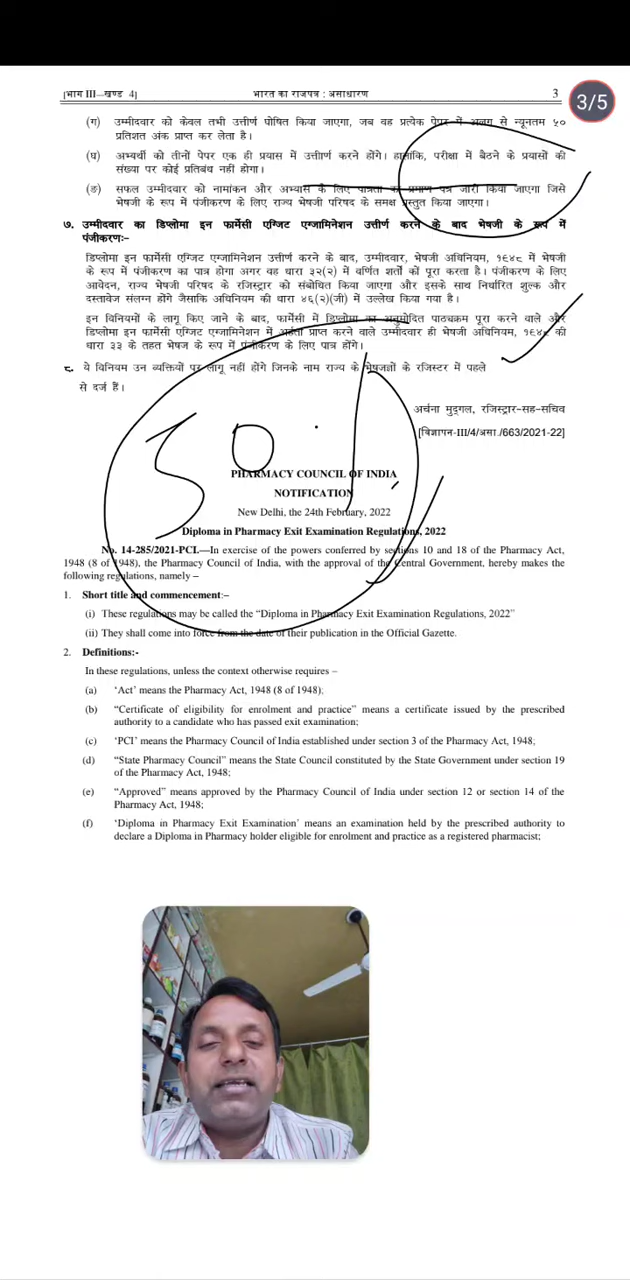 [भाग III—खण्ड 4] भारत का राजपत्र : असाधारण 3
3/5
(ग) उम्मीदवार को केवल तभी उत्तीर्ण घोषित किया जाएगा, जब वह प्रत्येक पेपर में अलग से न्यूनतम ५०
प्रतिशत अंक प्राप्त कर लेता है।
(घ) अभ्यर्थी को तीनों पेपर एक ही प्रयास में उत्तीर्ण करने होंगे। हालांकि, परीक्षा में बैठने के प्रयासों की
संख्या पर कोई प्रतिबंध नहीं होगा।
(ङ) सफल उम्मीदवार को नामांकन और अभ्यास के लिए पात्रता का प्रमाण पत्र जारी किया जाएगा जिसे
भेषजी के रूप में पंजीकरण के लिए राज्य भेषजी परिषद के समक्ष प्रस्तुत किया जाएगा।
७. उम्मीदवार का डिप्लोमा इन फार्मेसी एग्जिट एग्जामिनेशन उत्तीर्ण करने के बाद भेषजी के रूप में
पंजीकरणः-
डिप्लोमा इन फार्मेसी एग्जिट एग्जामिनेशन उत्तीर्ण करने के बाद, उम्मीदवार, भेषजी अधिनियम, १९४८ में भेषजी
के रूप में पंजीकरण का पात्र होगा अगर वह धारा ३२(२) में वर्णित शर्तों को पूरा करता है। पंजीकरण के लिए
आवेदन, राज्य भेषजी परिषद के रजिस्ट्रार को संबोधित किया जाएगा और इसके साथ निर्धारित शुल्क और
दस्तावेज संलग्न होंगे जैसाकि अधिनियम की धारा ४६(२)(जी) में उल्लेख किया गया है।
इन विनियमों के लागू किए जाने के बाद, फार्मेसी में डिप्लोमा का अनुमोदित पाठ्यक्रम पूरा करने वाले और
डिप्लोमा इन फार्मेसी एग्जिट एग्जामिनेशन में अर्हता प्राप्त करने वाले उम्मीदवार ही भेषजी अधिनियम, १९४८ की
धारा ३३ के तहत भेषज के रूप में पंजीकरण के लिए पात्र होंगे।
८. ये विनियम उन व्यक्तियों पर लागू नहीं होंगे जिनके नाम राज्य के भेषजज्ञों के रजिस्टर में पहले
से दर्ज हैं।
अर्चना मुद्गल, रजिस्ट्रार-सह-सचिव
[विज्ञापन-III/4/असा./663/2021-22]
50
PHARMACY COUNCIL OF INDIA
NOTIFICATION
New Delhi, the 24th February, 2022
Diploma in Pharmacy Exit Examination Regulations, 2022
No. 14-285/2021-PCI.—In exercise of the powers conferred by sections 10 and 18 of the Pharmacy Act,
1948 (8 of 1948), the Pharmacy Council of India, with the approval of the Central Government, hereby makes the
following regulations, namely –
1. Short title and commencement:–
(i) These regulations may be called the “Diploma in Pharmacy Exit Examination Regulations, 2022”
(ii) They shall come into force from the date of their publication in the Official Gazette.
2. Definitions:-
In these regulations, unless the context otherwise requires –
(a) ‘Act’ means the Pharmacy Act, 1948 (8 of 1948);
(b) “Certificate of eligibility for enrolment and practice” means a certificate issued by the prescribed
authority to a candidate who has passed exit examination;
(c) ‘PCI’ means the Pharmacy Council of India established under section 3 of the Pharmacy Act, 1948;
(d) “State Pharmacy Council” means the State Council constituted by the State Government under section 19
of the Pharmacy Act, 1948;
(e) “Approved” means approved by the Pharmacy Council of India under section 12 or section 14 of the
Pharmacy Act, 1948;
(f) ‘Diploma in Pharmacy Exit Examination’ means an examination held by the prescribed authority to
declare a Diploma in Pharmacy holder eligible for enrolment and practice as a registered pharmacist;